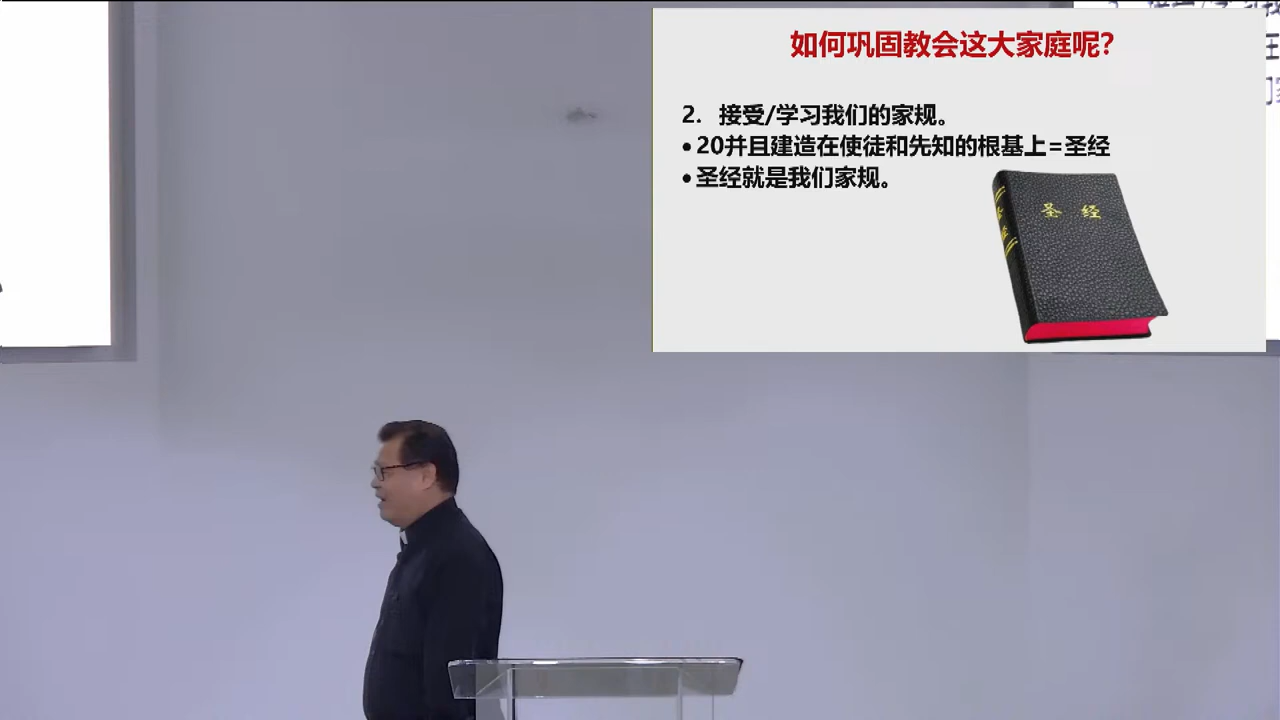 如何巩固教会这大家庭呢?
2. 接受/学习我们的家规。
•20并且建造在使徒和先知的根基上=圣经
•圣经就是我们家规。
圣 经